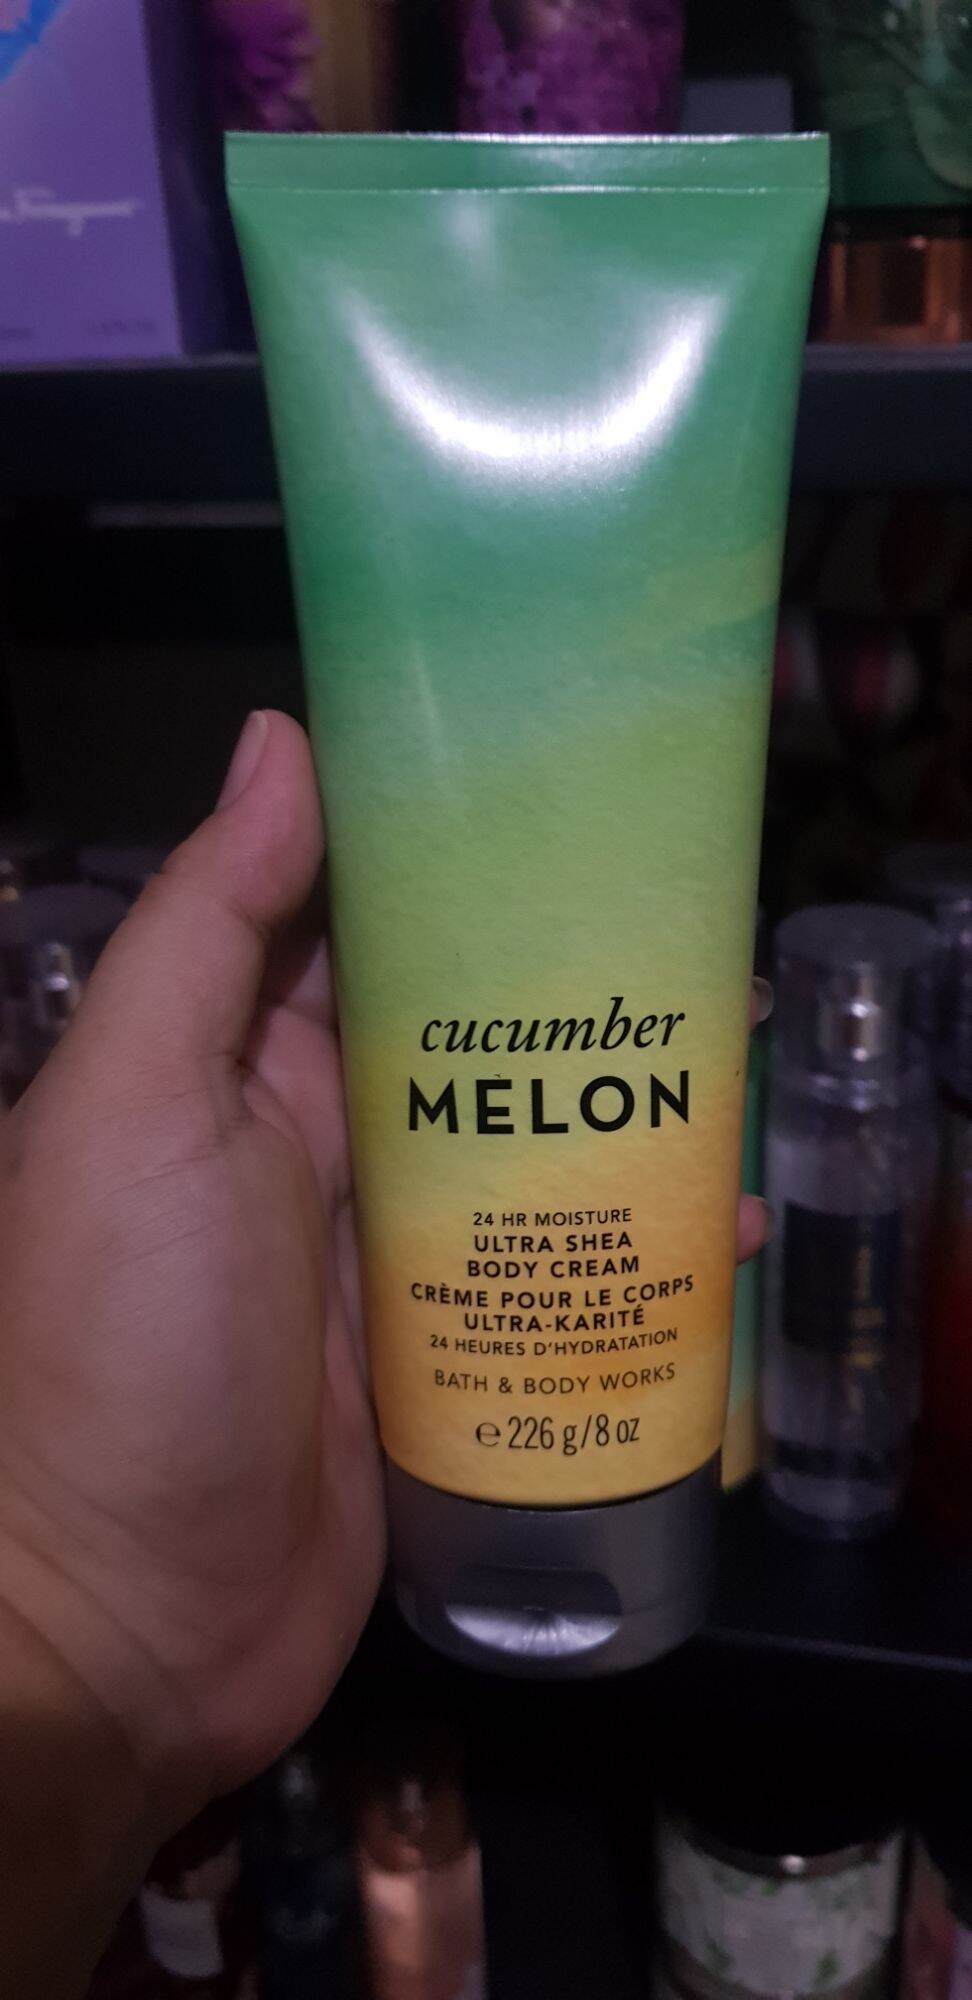 cucumber
MELON
24 HR MOISTURE
ULTRA SHEA
BODY CREAM
CRÈME POUR LE CORPS
ULTRA-KARITÉ
24 HEURES D'HYDRATATION
BATH & BODY WORKS
℮ 226 g/8 oz